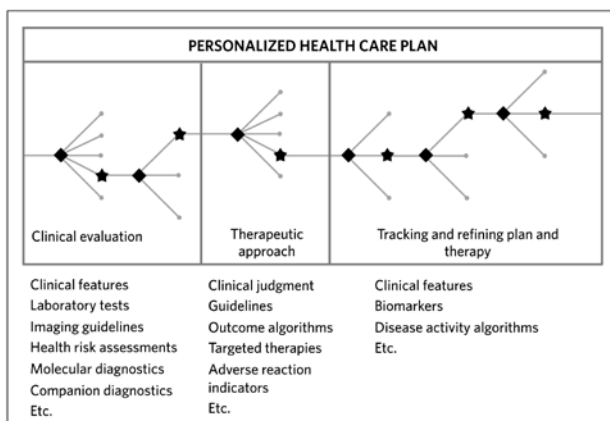 PERSONALIZED HEALTH CARE PLAN
Clinical evaluation
Therapeutic
approach
Tracking and refining plan and
therapy
Clinical features
Laboratory tests
Imaging guidelines
Health risk assessments
Molecular diagnostics
Companion diagnostics
Etc.
Clinical judgment
Guidelines
Outcome algorithms
Targeted therapies
Adverse reaction
indicators
Etc.
Clinical features
Biomarkers
Disease activity algorithms
Etc.